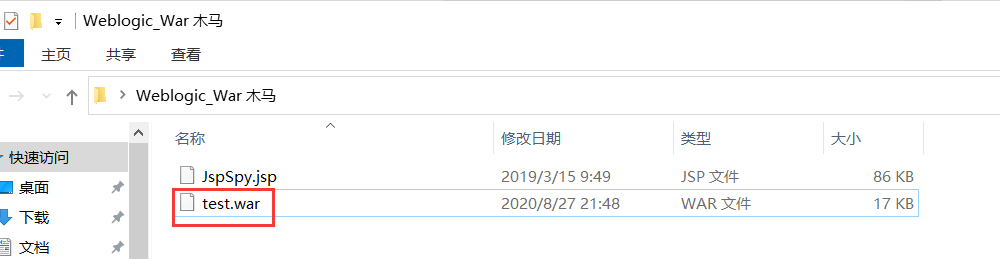 Weblogic_War 木马
主页 共享 查看
Weblogic_War 木马
名称 修改日期 类型 大小
快速访问
JspSpy.jsp 2019/3/15 9:49 JSP 文件 86 KB
桌面
test.war 2020/8/27 21:48 WAR 文件 17 KB
下载
文档